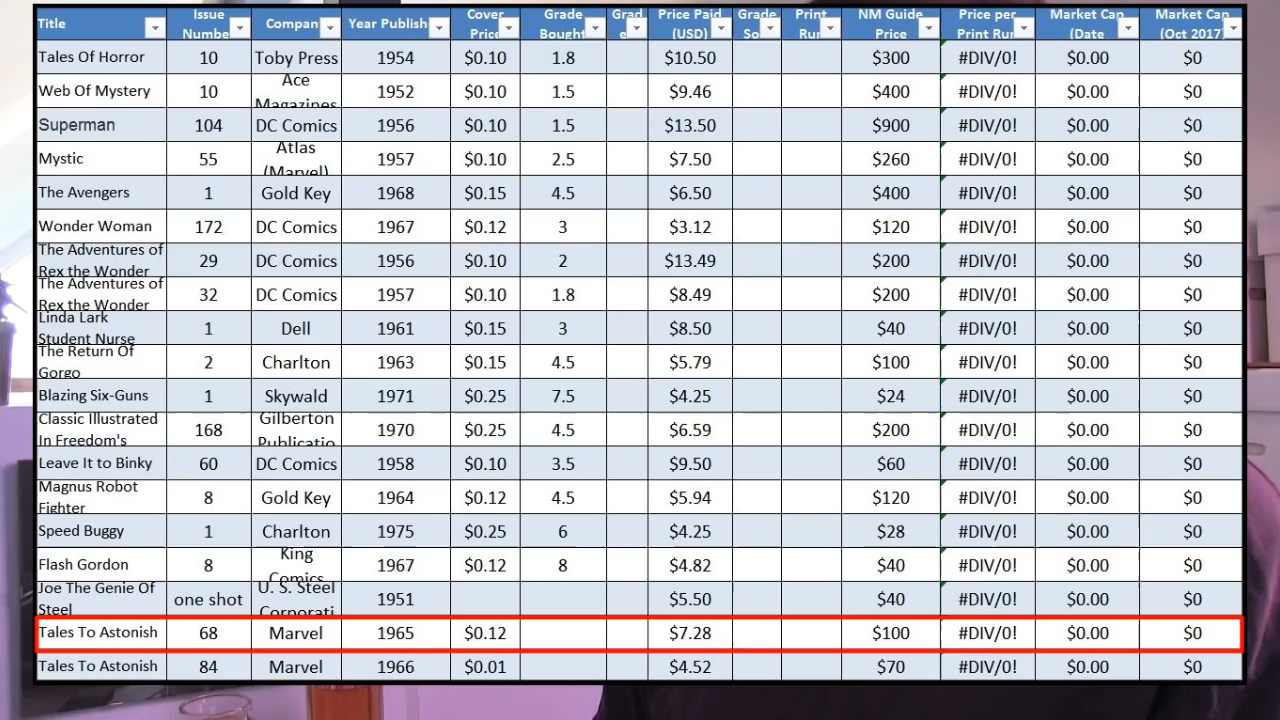 Title Issue Numbe Compan Year Publish Cover Price Grade Bought Grad e Price Paid (USD) Grade So Print Run NM Guide Price Price per Print Run Market Cap (Date Market Cap (Oct 2017)
Tales Of Horror 10 Toby Press 1954 $0.10 1.8 $10.50 $300 #DIV/0! $0.00 $0
Web Of Mystery 10 Ace Magazines 1952 $0.10 1.5 $9.46 $400 #DIV/0! $0.00 $0
Superman 104 DC Comics 1956 $0.10 1.5 $13.50 $900 #DIV/0! $0.00 $0
Mystic 55 Atlas (Marvel) 1957 $0.10 2.5 $7.50 $260 #DIV/0! $0.00 $0
The Avengers 1 Gold Key 1968 $0.15 4.5 $6.50 $400 #DIV/0! $0.00 $0
Wonder Woman 172 DC Comics 1967 $0.12 3 $3.12 $120 #DIV/0! $0.00 $0
The Adventures of Rex the Wonder 29 DC Comics 1956 $0.10 2 $13.49 $200 #DIV/0! $0.00 $0
The Adventures of Rex the Wonder 32 DC Comics 1957 $0.10 1.8 $8.49 $200 #DIV/0! $0.00 $0
Linda Lark Student Nurse 1 Dell 1961 $0.15 3 $8.50 $40 #DIV/0! $0.00 $0
The Return Of Gorgo 2 Charlton 1963 $0.15 4.5 $5.79 $100 #DIV/0! $0.00 $0
Blazing Six-Guns 1 Skywald 1971 $0.25 7.5 $4.25 $24 #DIV/0! $0.00 $0
Classic Illustrated In Freedom's 168 Gilberton Publicatio 1970 $0.25 4.5 $6.59 $200 #DIV/0! $0.00 $0
Leave It to Binky 60 DC Comics 1958 $0.10 3.5 $9.50 $60 #DIV/0! $0.00 $0
Magnus Robot Fighter 8 Gold Key 1964 $0.12 4.5 $5.94 $120 #DIV/0! $0.00 $0
Speed Buggy 1 Charlton 1975 $0.25 6 $4.25 $28 #DIV/0! $0.00 $0
Flash Gordon 8 King Comics 1967 $0.12 8 $4.82 $40 #DIV/0! $0.00 $0
Joe The Genie Of Steel one shot U. S. Steel Corporati 1951 $5.50 $40 #DIV/0! $0.00 $0
Tales To Astonish 68 Marvel 1965 $0.12 $7.28 $100 #DIV/0! $0.00 $0
Tales To Astonish 84 Marvel 1966 $0.01 $4.52 $70 #DIV/0! $0.00 $0